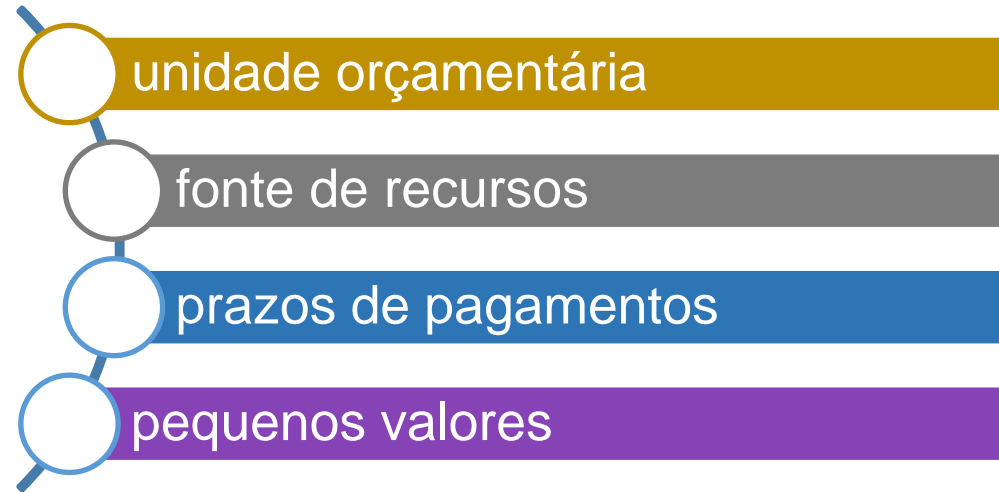 unidade orçamentária
fonte de recursos
prazos de pagamentos
pequenos valores